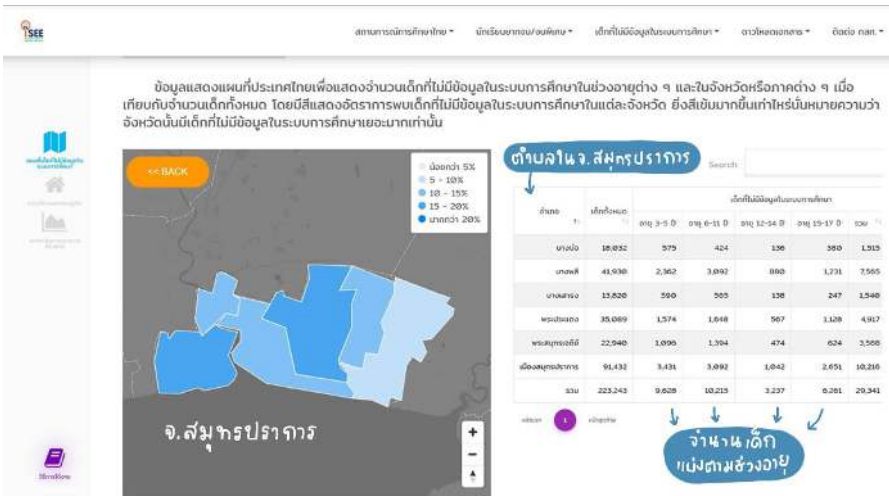 iSEE
สถานการณ์การศึกษาไทย นักเรียนยากจน/จนพิเศษ เด็กที่ไม่มีข้อมูลในระบบการศึกษา ดาวโหลดเอกสาร ติดต่อ กสศ.
ข้อมูลแสดงแผนที่ประเทศไทยเพื่อแสดงจำนวนเด็กที่ไม่มีข้อมูลในระบบการศึกษาในช่วงอายุต่าง ๆ และในจังหวัดหรือภาคต่าง ๆ เมื่อ
เทียบกับจำนวนเด็กทั้งหมด โดยมีสีแสดงอัตราการพบเด็กที่ไม่มีข้อมูลในระบบการศึกษาในแต่ละจังหวัด ยิ่งสีเข้มมากขึ้นเท่าไหร่นั่นหมายความว่า
จังหวัดนั้นมีเด็กที่ไม่มีข้อมูลในระบบการศึกษาเยอะมากเท่านั้น
<< BACK
น้อยกว่า 5%
5 - 10%
10 - 15%
15 - 20%
มากกว่า 20%
จ.สมุทรปราการ
ตำบลใน จ.สมุทรปราการ
Search:
อำเภอ เด็กทั้งหมด เด็กที่ไม่มีข้อมูลในระบบการศึกษา
อายุ 3-5 ปี อายุ 6-11 ปี อายุ 12-14 ปี อายุ 15-17 ปี รวม
บางบ่อ 18,032 575 424 136 380 1,515
บางพลี 41,930 2,362 3,092 880 1,231 7,565
บางเสาธง 13,820 590 565 138 247 1,540
พระประแดง 35,089 1,574 1,648 567 1,128 4,917
พระสมุทรเจดีย์ 22,940 1,096 1,394 474 624 3,588
เมืองสมุทรปราการ 91,432 3,431 3,092 1,042 2,651 10,216
รวม 223,243 9,628 10,215 3,237 6,261 29,341
1
จำนวนเด็ก
แบ่งตามช่วงอายุ
วิธีการใช้งาน